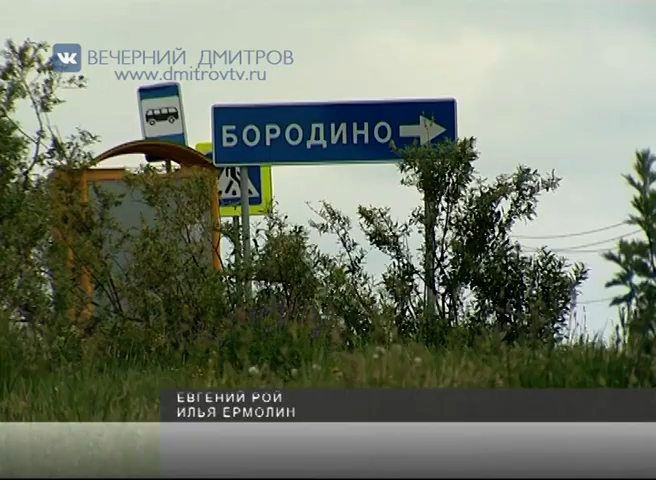 ВЕЧЕРНИЙ ДМИТРОВ
www.dmitrovtv.ru
БОРОДИНО
ЕВГЕНИЙ РОЙ
ИЛЬЯ ЕРМОЛИН